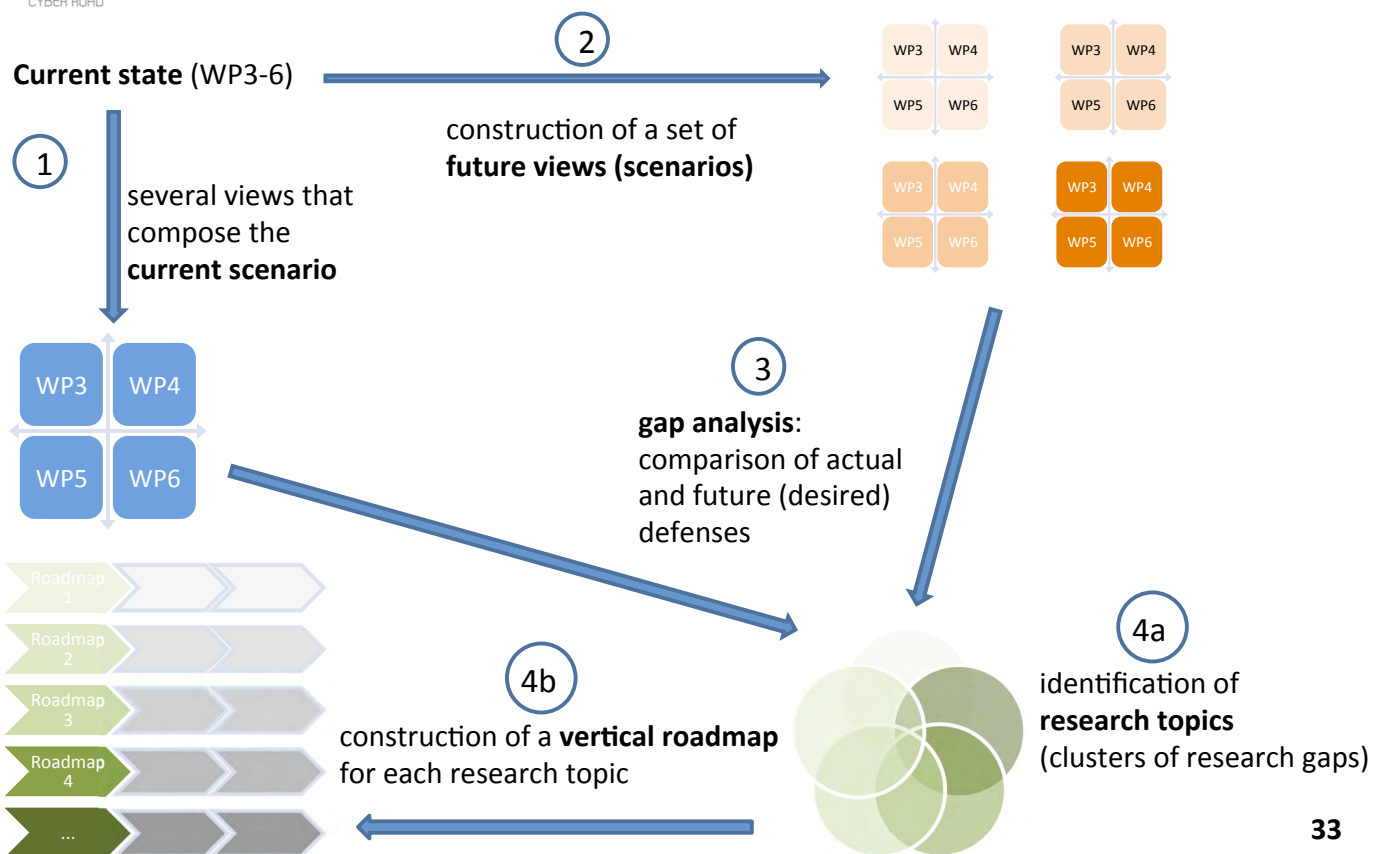 CYBER ROAD
2
Current state (WP3-6)
WP3 WP4
WP5 WP6
WP3 WP4
WP5 WP6
construction of a set of
future views (scenarios)
1
several views that
compose the
current scenario
WP3 WP4
WP5 WP6
WP3 WP4
WP5 WP6
WP3 WP4
WP5 WP6
3
gap analysis:
comparison of actual
and future (desired)
defenses
4a
identification of
research topics
(clusters of research gaps)
4b
construction of a vertical roadmap
for each research topic
Roadmap
1
Roadmap
2
Roadmap
3
Roadmap
4
...
33